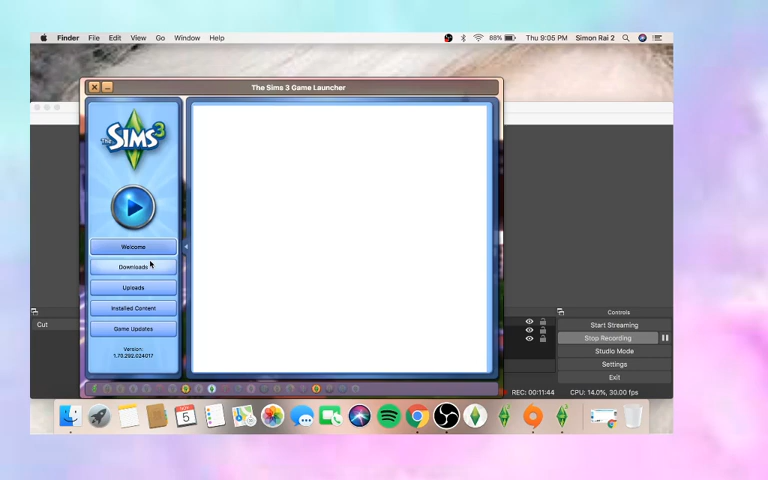 Finder File Edit View Go Window Help 88% Thu 9:05 PM Simon Rai 2
The Sims 3 Game Launcher
The SIMS 3
Welcome
Downloads
Uploads
Installed Content
Game Updates
Version:
1.70.292.024017
Cut
Controls
Start Streaming
Stop Recording
Studio Mode
Settings
Exit
REC: 00:11:44 CPU: 14.0%, 30.00 fps
NOV
5